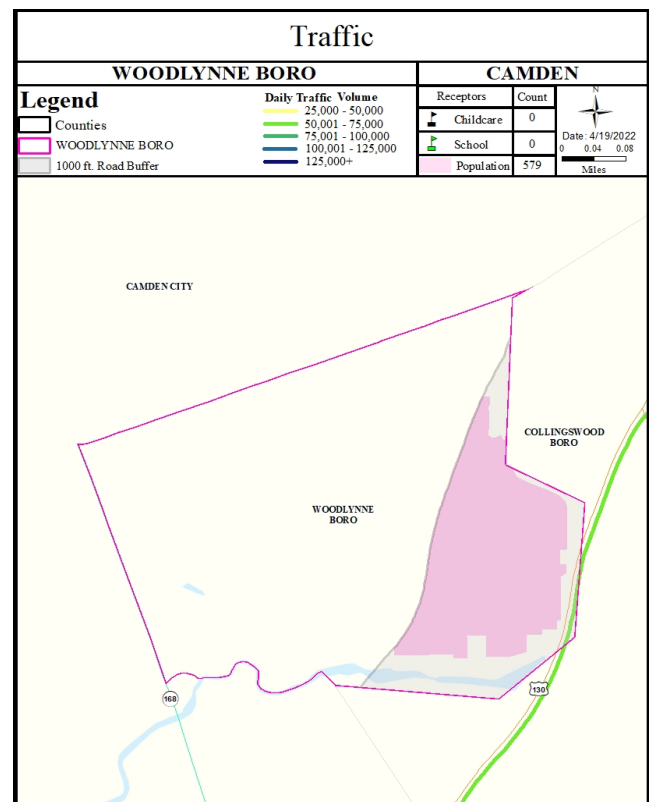 Traffic
WOODLYNNE BORO
CAMDEN
Legend
Counties
WOODLYNNE BORO
1000 ft. Road Buffer
Daily Traffic Volume
25,000 - 50,000
50,001 - 75,000
75,001 - 100,000
100,001 - 125,000
125,000+
Receptors Count
Childcare 0
School 0
Population 579
N
Date: 4/19/2022
0 0.04 0.08
Miles
CAMDEN CITY
COLLINGSWOOD
BORO
WOODLYNNE
BORO
168
130